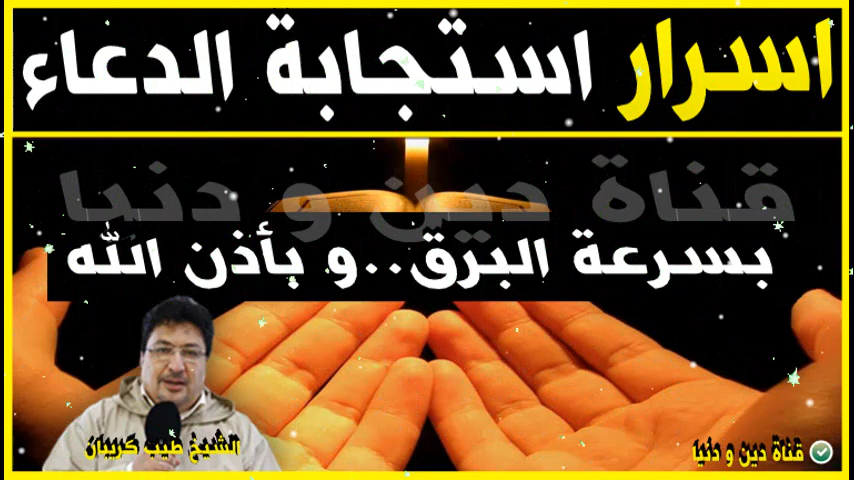 اسرار استجابة الدعاء
قناة دين و دنيا
بسرعة البرق..و بأذن الله
الشيخ طيب كريبان
قناة دين و دنيا